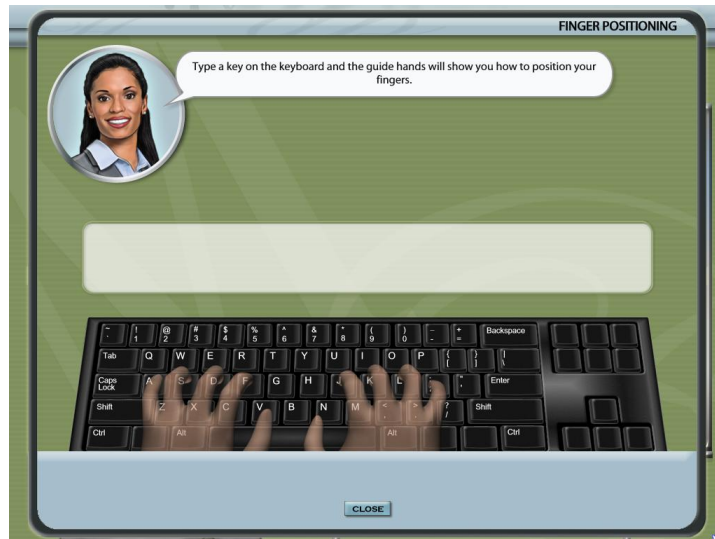 FINGER POSITIONING
Type a key on the keyboard and the guide hands will show you how to position your
fingers.
~ ! @ # $ % ^ & * ( ) _ + Backspace
` 1 2 3 4 5 6 7 8 9 0 - =
Tab Q W E R T Y U I O P { } |
[ ] \
Caps Lock A S D F G H J K L : " Enter
; '
Shift Z X C V B N M < > ? Shift
, . /
Ctrl Alt Alt Ctrl
CLOSE